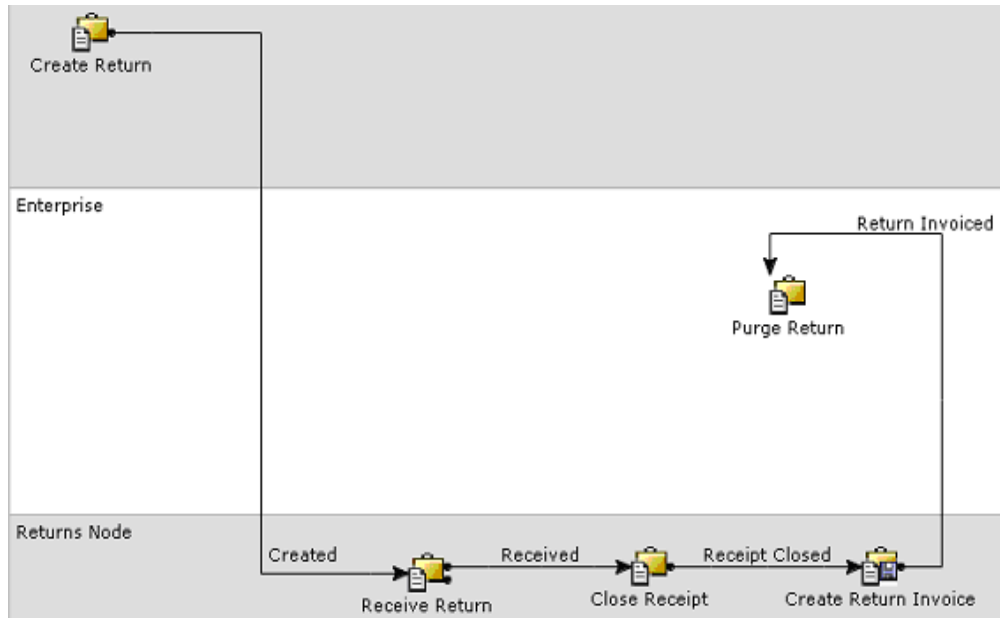 Create Return
Enterprise
Return Invoiced
Purge Return
Returns Node
Created
Received
Receipt Closed
Receive Return
Close Receipt
Create Return Invoice